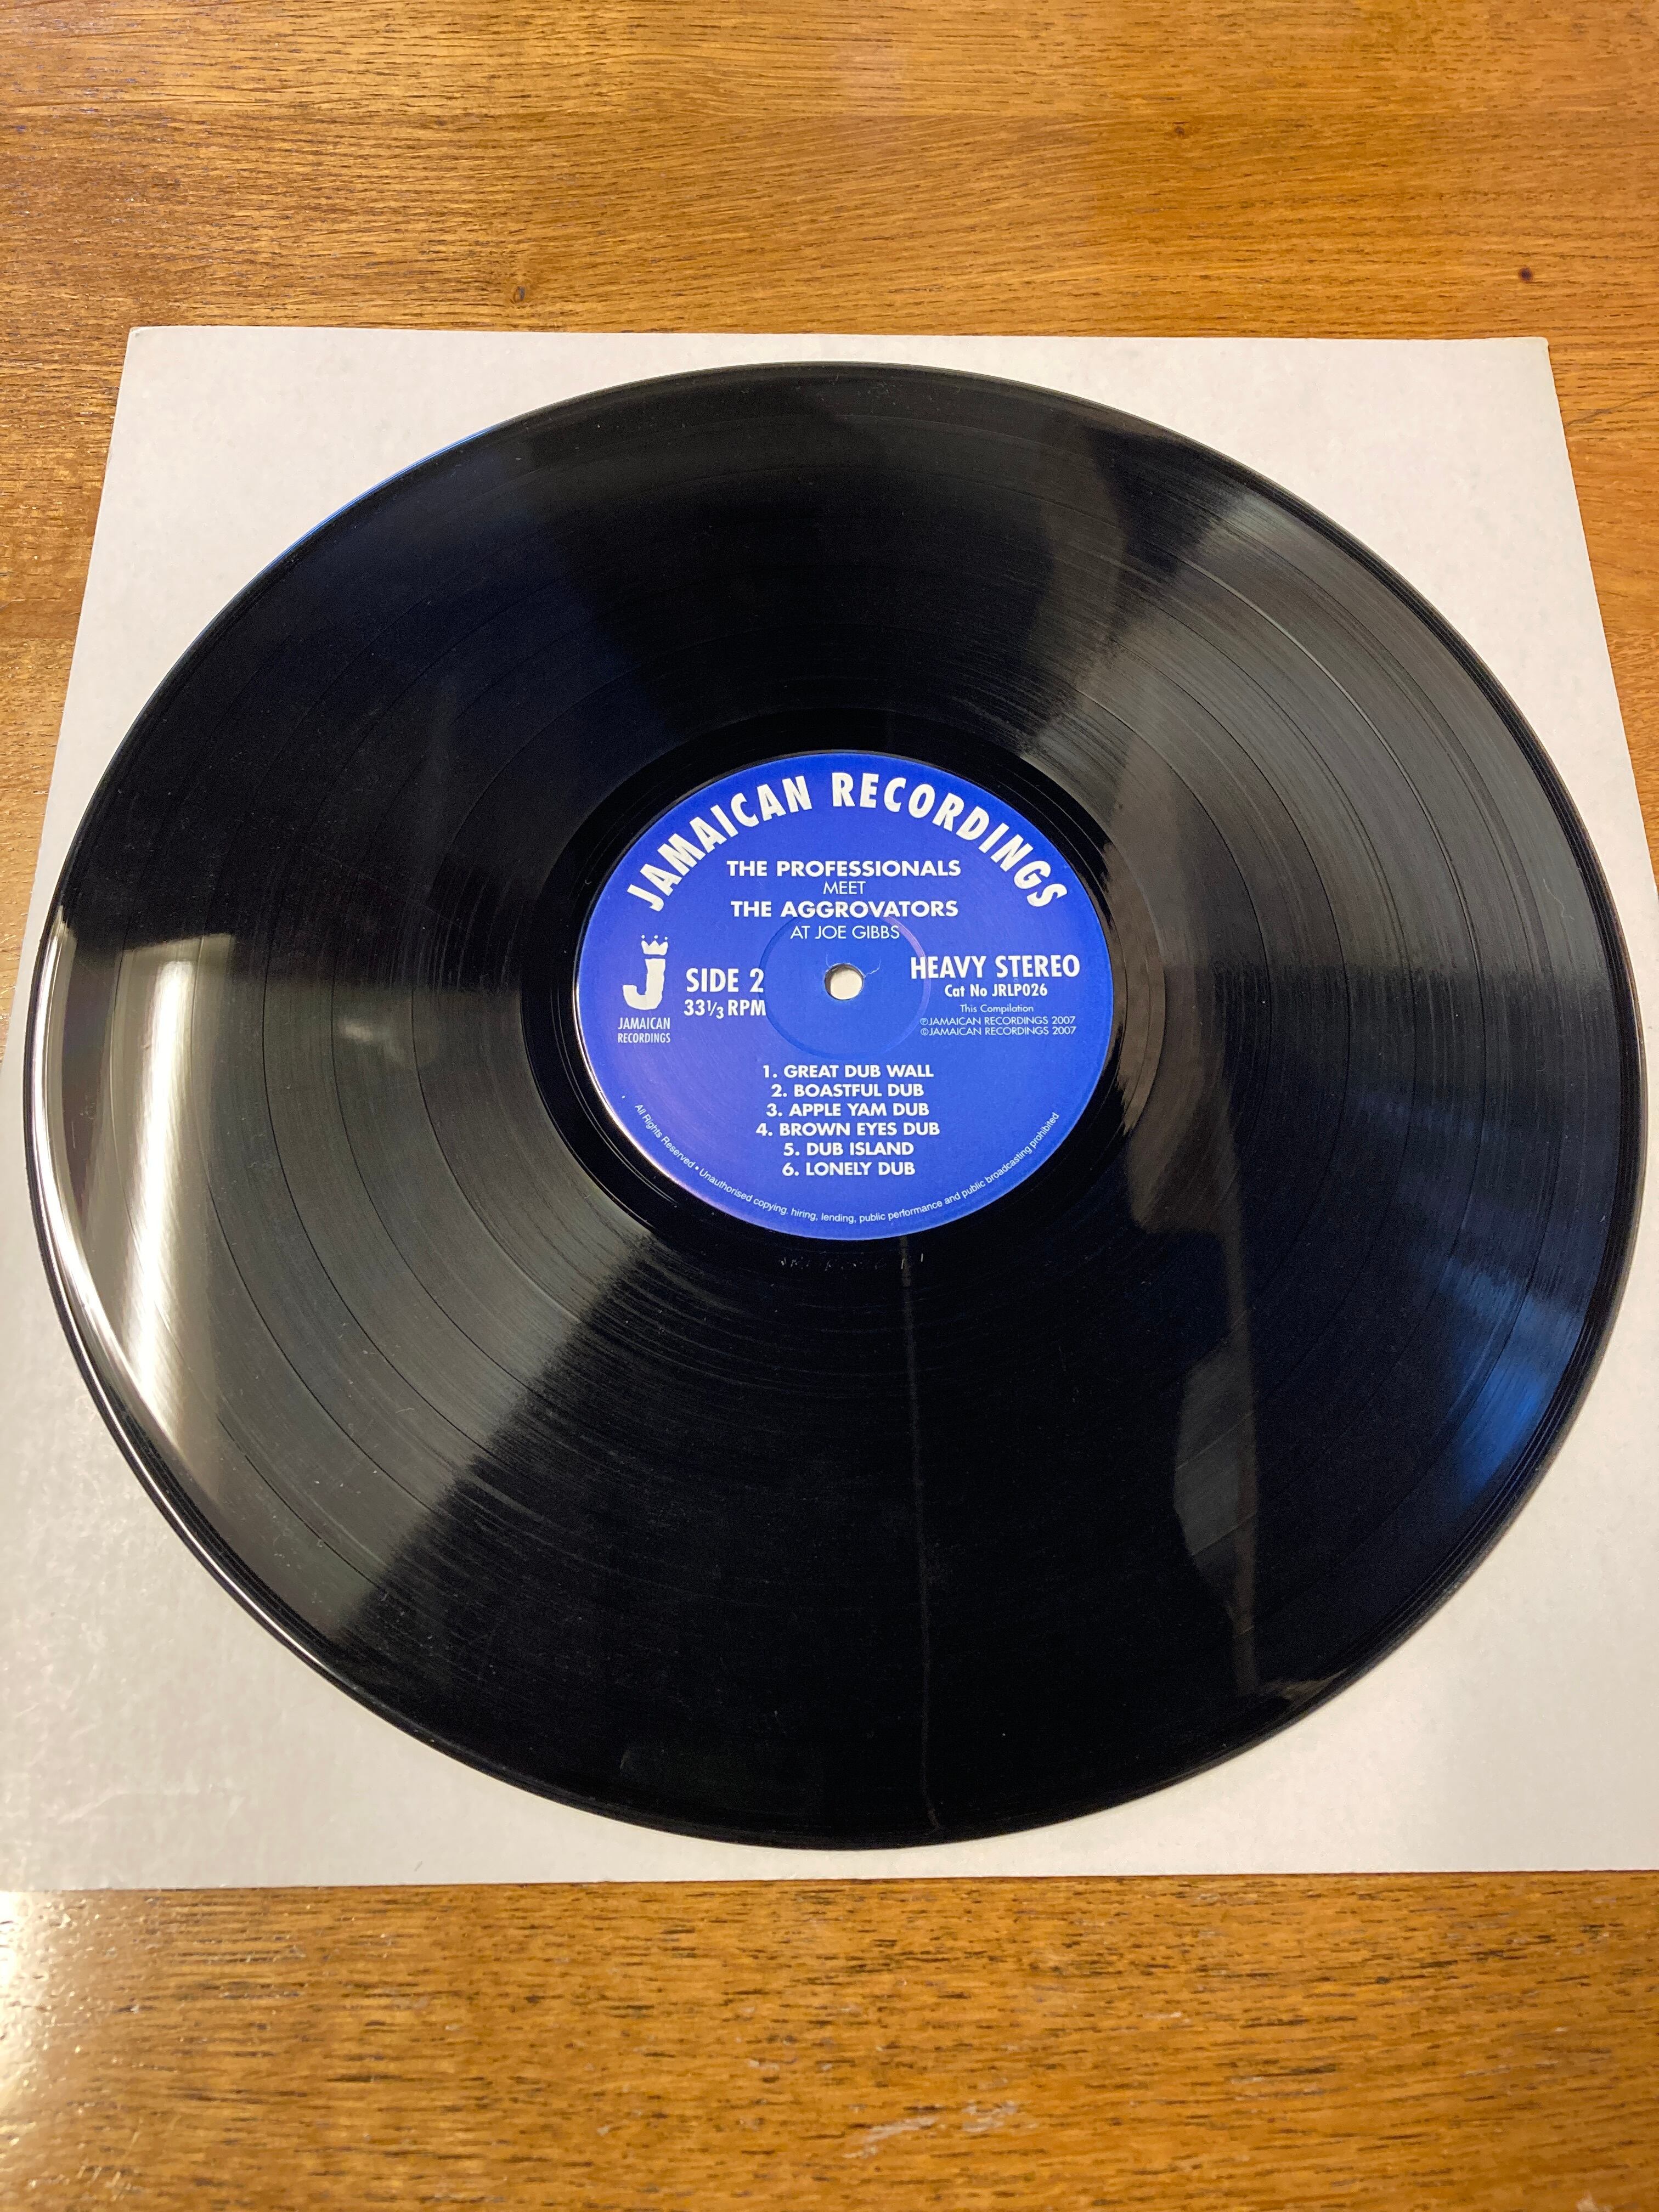 JAMAICAN RECORDINGS
THE PROFESSIONALS
MEET
THE AGGROVATORS
AT JOE GIBBS
J
JAMAICAN
RECORDINGS
SIDE 2
33⅓ RPM
HEAVY STEREO
Cat No JRLP026
This Compilation
℗JAMAICAN RECORDINGS 2007
©JAMAICAN RECORDINGS 2007
1. GREAT DUB WALL
2. BOASTFUL DUB
3. APPLE YAM DUB
4. BROWN EYES DUB
5. DUB ISLAND
6. LONELY DUB
All Rights Reserved • Unauthorised copying, hiring, lending, public performance and public broadcasting prohibited